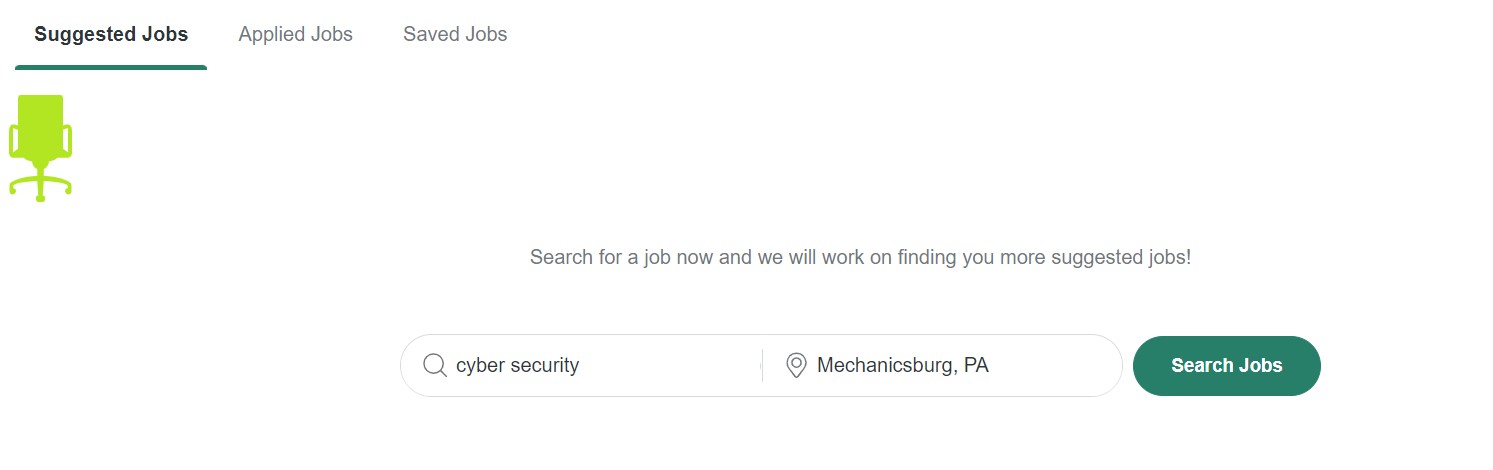 Suggested Jobs Applied Jobs Saved Jobs
Search for a job now and we will work on finding you more suggested jobs!
cyber security Mechanicsburg, PA Search Jobs